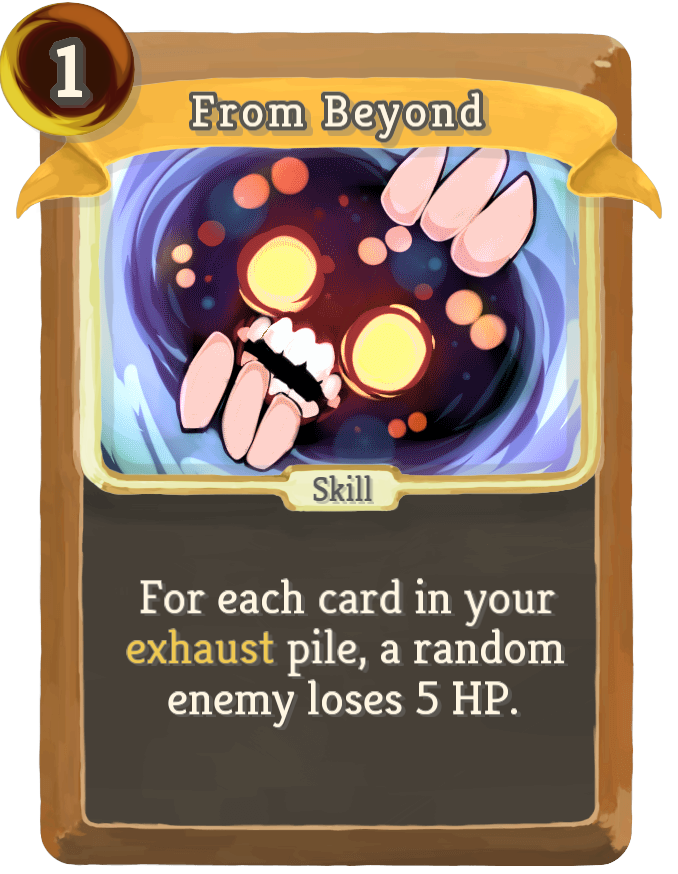 1
From Beyond
Skill
For each card in your
exhaust pile, a random
enemy loses 5 HP.